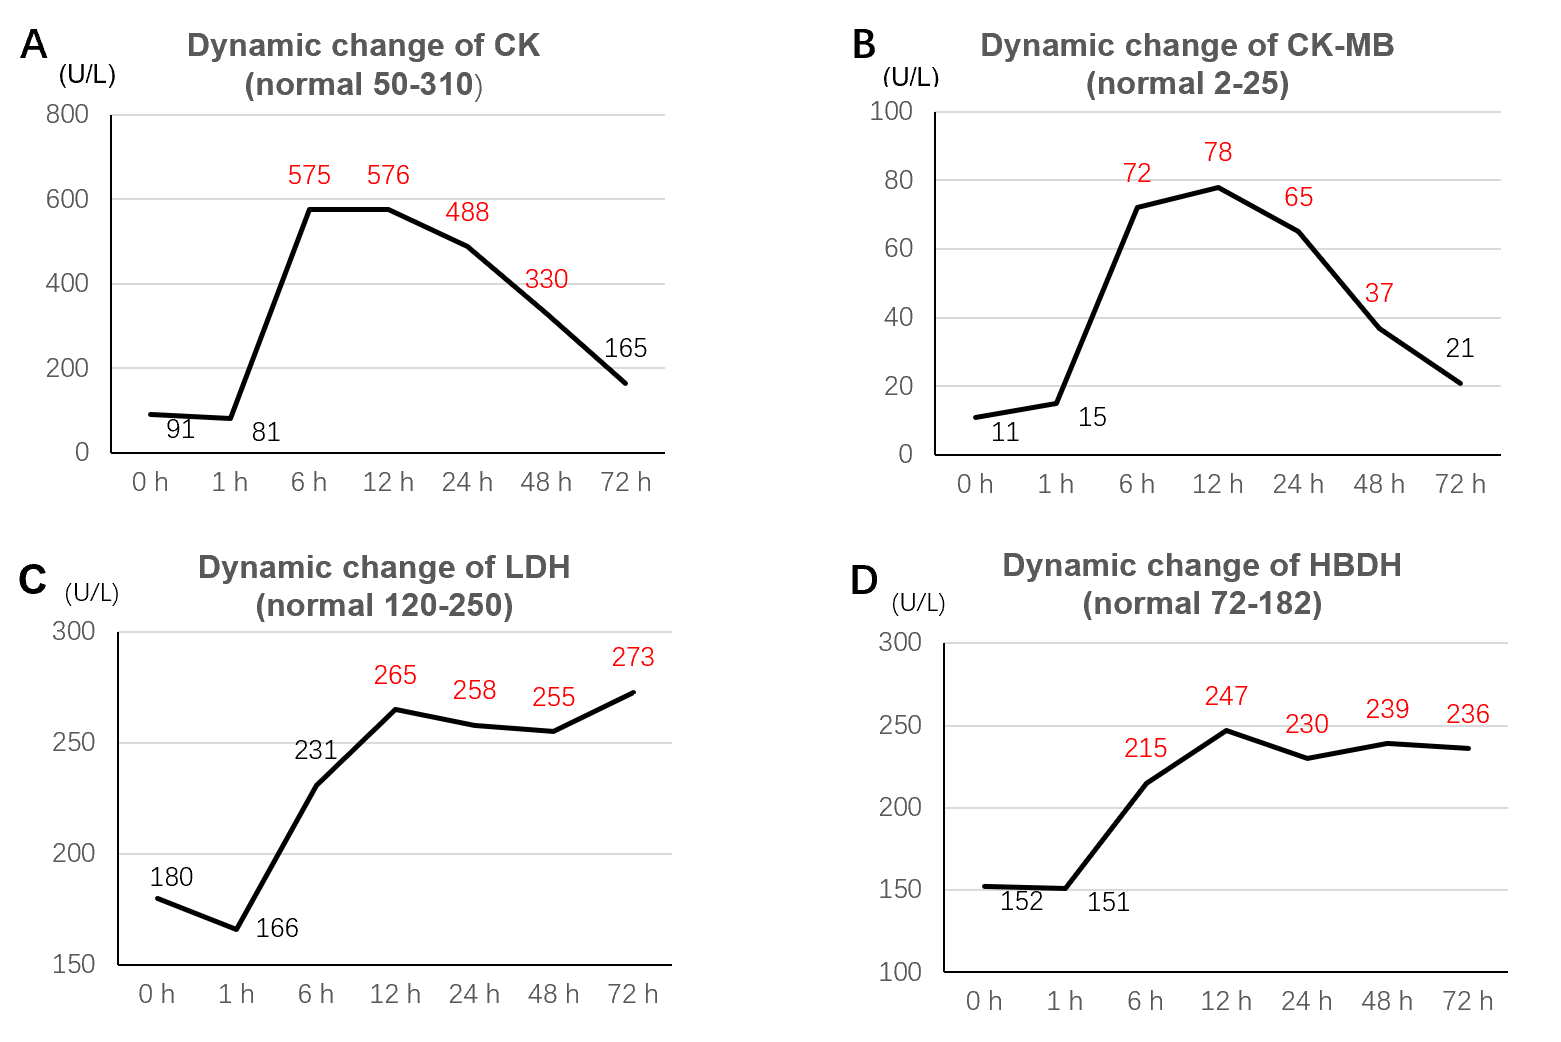 A
Dynamic change of CK
(normal 50-310)
(U/L)
800
600
400
200
0
575
576
488
330
165
91
81
0 h
1 h
6 h
12 h
24 h
48 h
72 h
B
Dynamic change of CK-MB
(normal 2-25)
(U/L)
100
80
60
40
20
0
72
78
65
37
21
11
15
0 h
1 h
6 h
12 h
24 h
48 h
72 h
C
Dynamic change of LDH
(normal 120-250)
(U/L)
300
250
200
150
180
166
231
265
258
255
273
0 h
1 h
6 h
12 h
24 h
48 h
72 h
D
Dynamic change of HBDH
(normal 72-182)
(U/L)
300
250
200
150
100
152
151
215
247
230
239
236
0 h
1 h
6 h
12 h
24 h
48 h
72 h